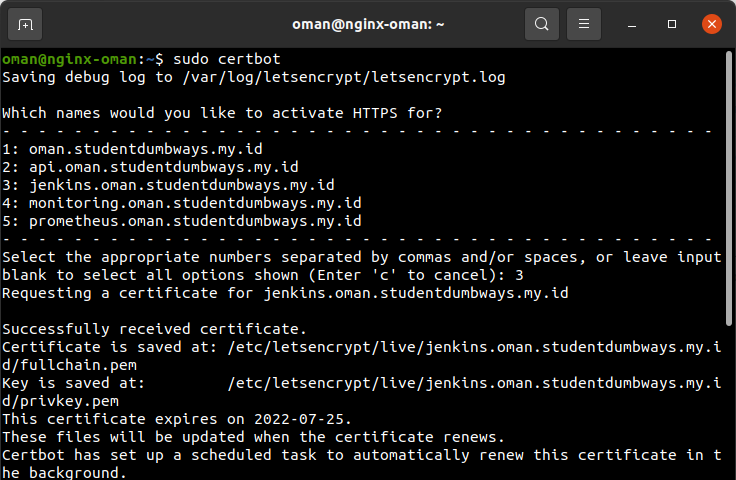 oman@nginx-oman: ~
oman@nginx-oman:~$ sudo certbot
Saving debug log to /var/log/letsencrypt/letsencrypt.log
Which names would you like to activate HTTPS for?
- - - - - - - - - - - - - - - - - - - - - - - - - - - - - - - - - - - - - - - -
1: oman.studentdumbways.my.id
2: api.oman.studentdumbways.my.id
3: jenkins.oman.studentdumbways.my.id
4: monitoring.oman.studentdumbways.my.id
5: prometheus.oman.studentdumbways.my.id
- - - - - - - - - - - - - - - - - - - - - - - - - - - - - - - - - - - - - - - -
Select the appropriate numbers separated by commas and/or spaces, or leave input
blank to select all options shown (Enter 'c' to cancel): 3
Requesting a certificate for jenkins.oman.studentdumbways.my.id
Successfully received certificate.
Certificate is saved at: /etc/letsencrypt/live/jenkins.oman.studentdumbways.my.i
d/fullchain.pem
Key is saved at:         /etc/letsencrypt/live/jenkins.oman.studentdumbways.my.i
d/privkey.pem
This certificate expires on 2022-07-25.
These files will be updated when the certificate renews.
Certbot has set up a scheduled task to automatically renew this certificate in t
he background.